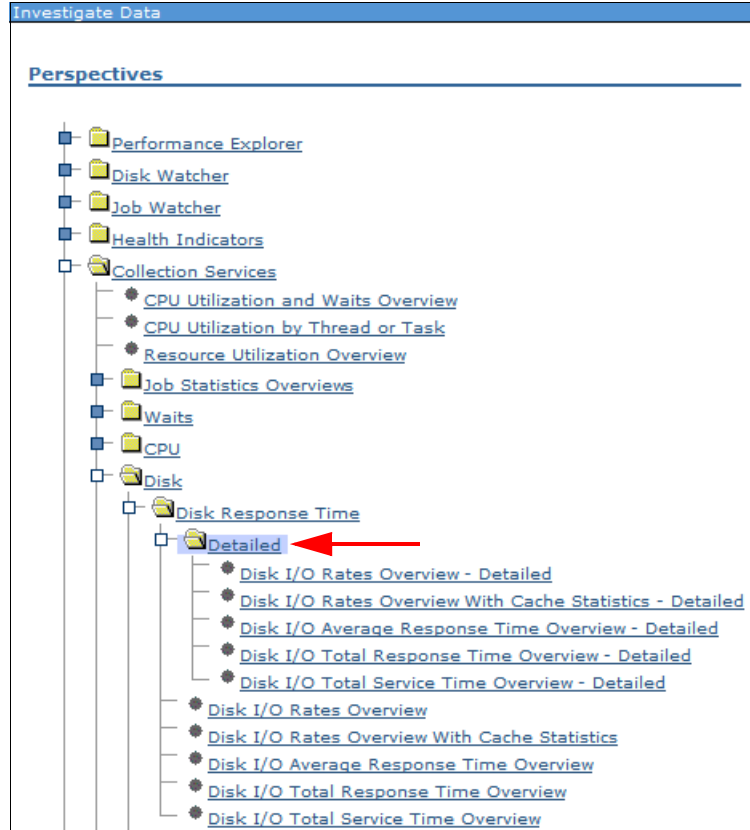 Investigate Data
Perspectives
Performance Explorer
Disk Watcher
Job Watcher
Health Indicators
Collection Services
CPU Utilization and Waits Overview
CPU Utilization by Thread or Task
Resource Utilization Overview
Job Statistics Overviews
Waits
CPU
Disk
Disk Response Time
Detailed
Disk I/O Rates Overview - Detailed
Disk I/O Rates Overview With Cache Statistics - Detailed
Disk I/O Average Response Time Overview - Detailed
Disk I/O Total Response Time Overview - Detailed
Disk I/O Total Service Time Overview - Detailed
Disk I/O Rates Overview
Disk I/O Rates Overview With Cache Statistics
Disk I/O Average Response Time Overview
Disk I/O Total Response Time Overview
Disk I/O Total Service Time Overview